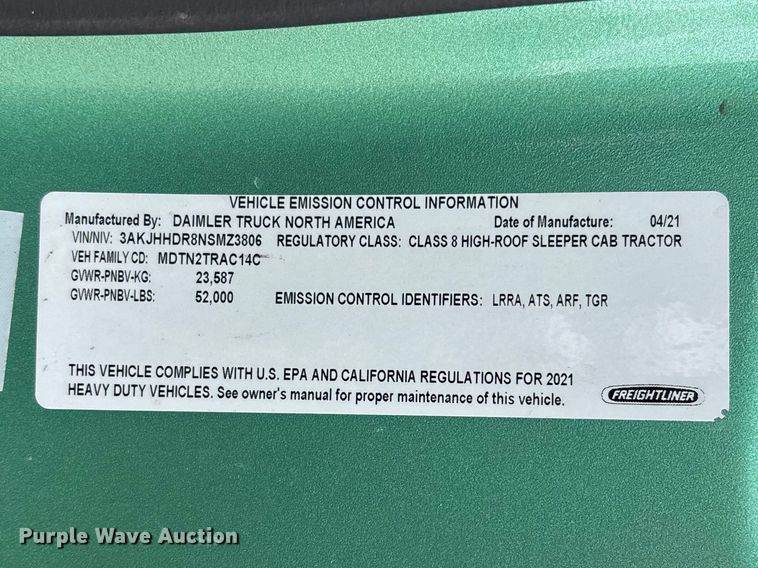 VEHICLE EMISSION CONTROL INFORMATION
Manufactured By: DAIMLER TRUCK NORTH AMERICA Date of Manufacture: 04/21
VIN/NIV: 3AKJHHDR8NSMZ3806 REGULATORY CLASS: CLASS 8 HIGH-ROOF SLEEPER CAB TRACTOR
VEH FAMILY CD: MDTN2TRAC14C
GVWR-PNBV-KG: 23,587
GVWR-PNBV-LBS: 52,000 EMISSION CONTROL IDENTIFIERS: LRRA, ATS, ARF, TGR
THIS VEHICLE COMPLIES WITH U.S. EPA AND CALIFORNIA REGULATIONS FOR 2021
HEAVY DUTY VEHICLES. See owner's manual for proper maintenance of this vehicle.
FREIGHTLINER
Purple Wave Auction